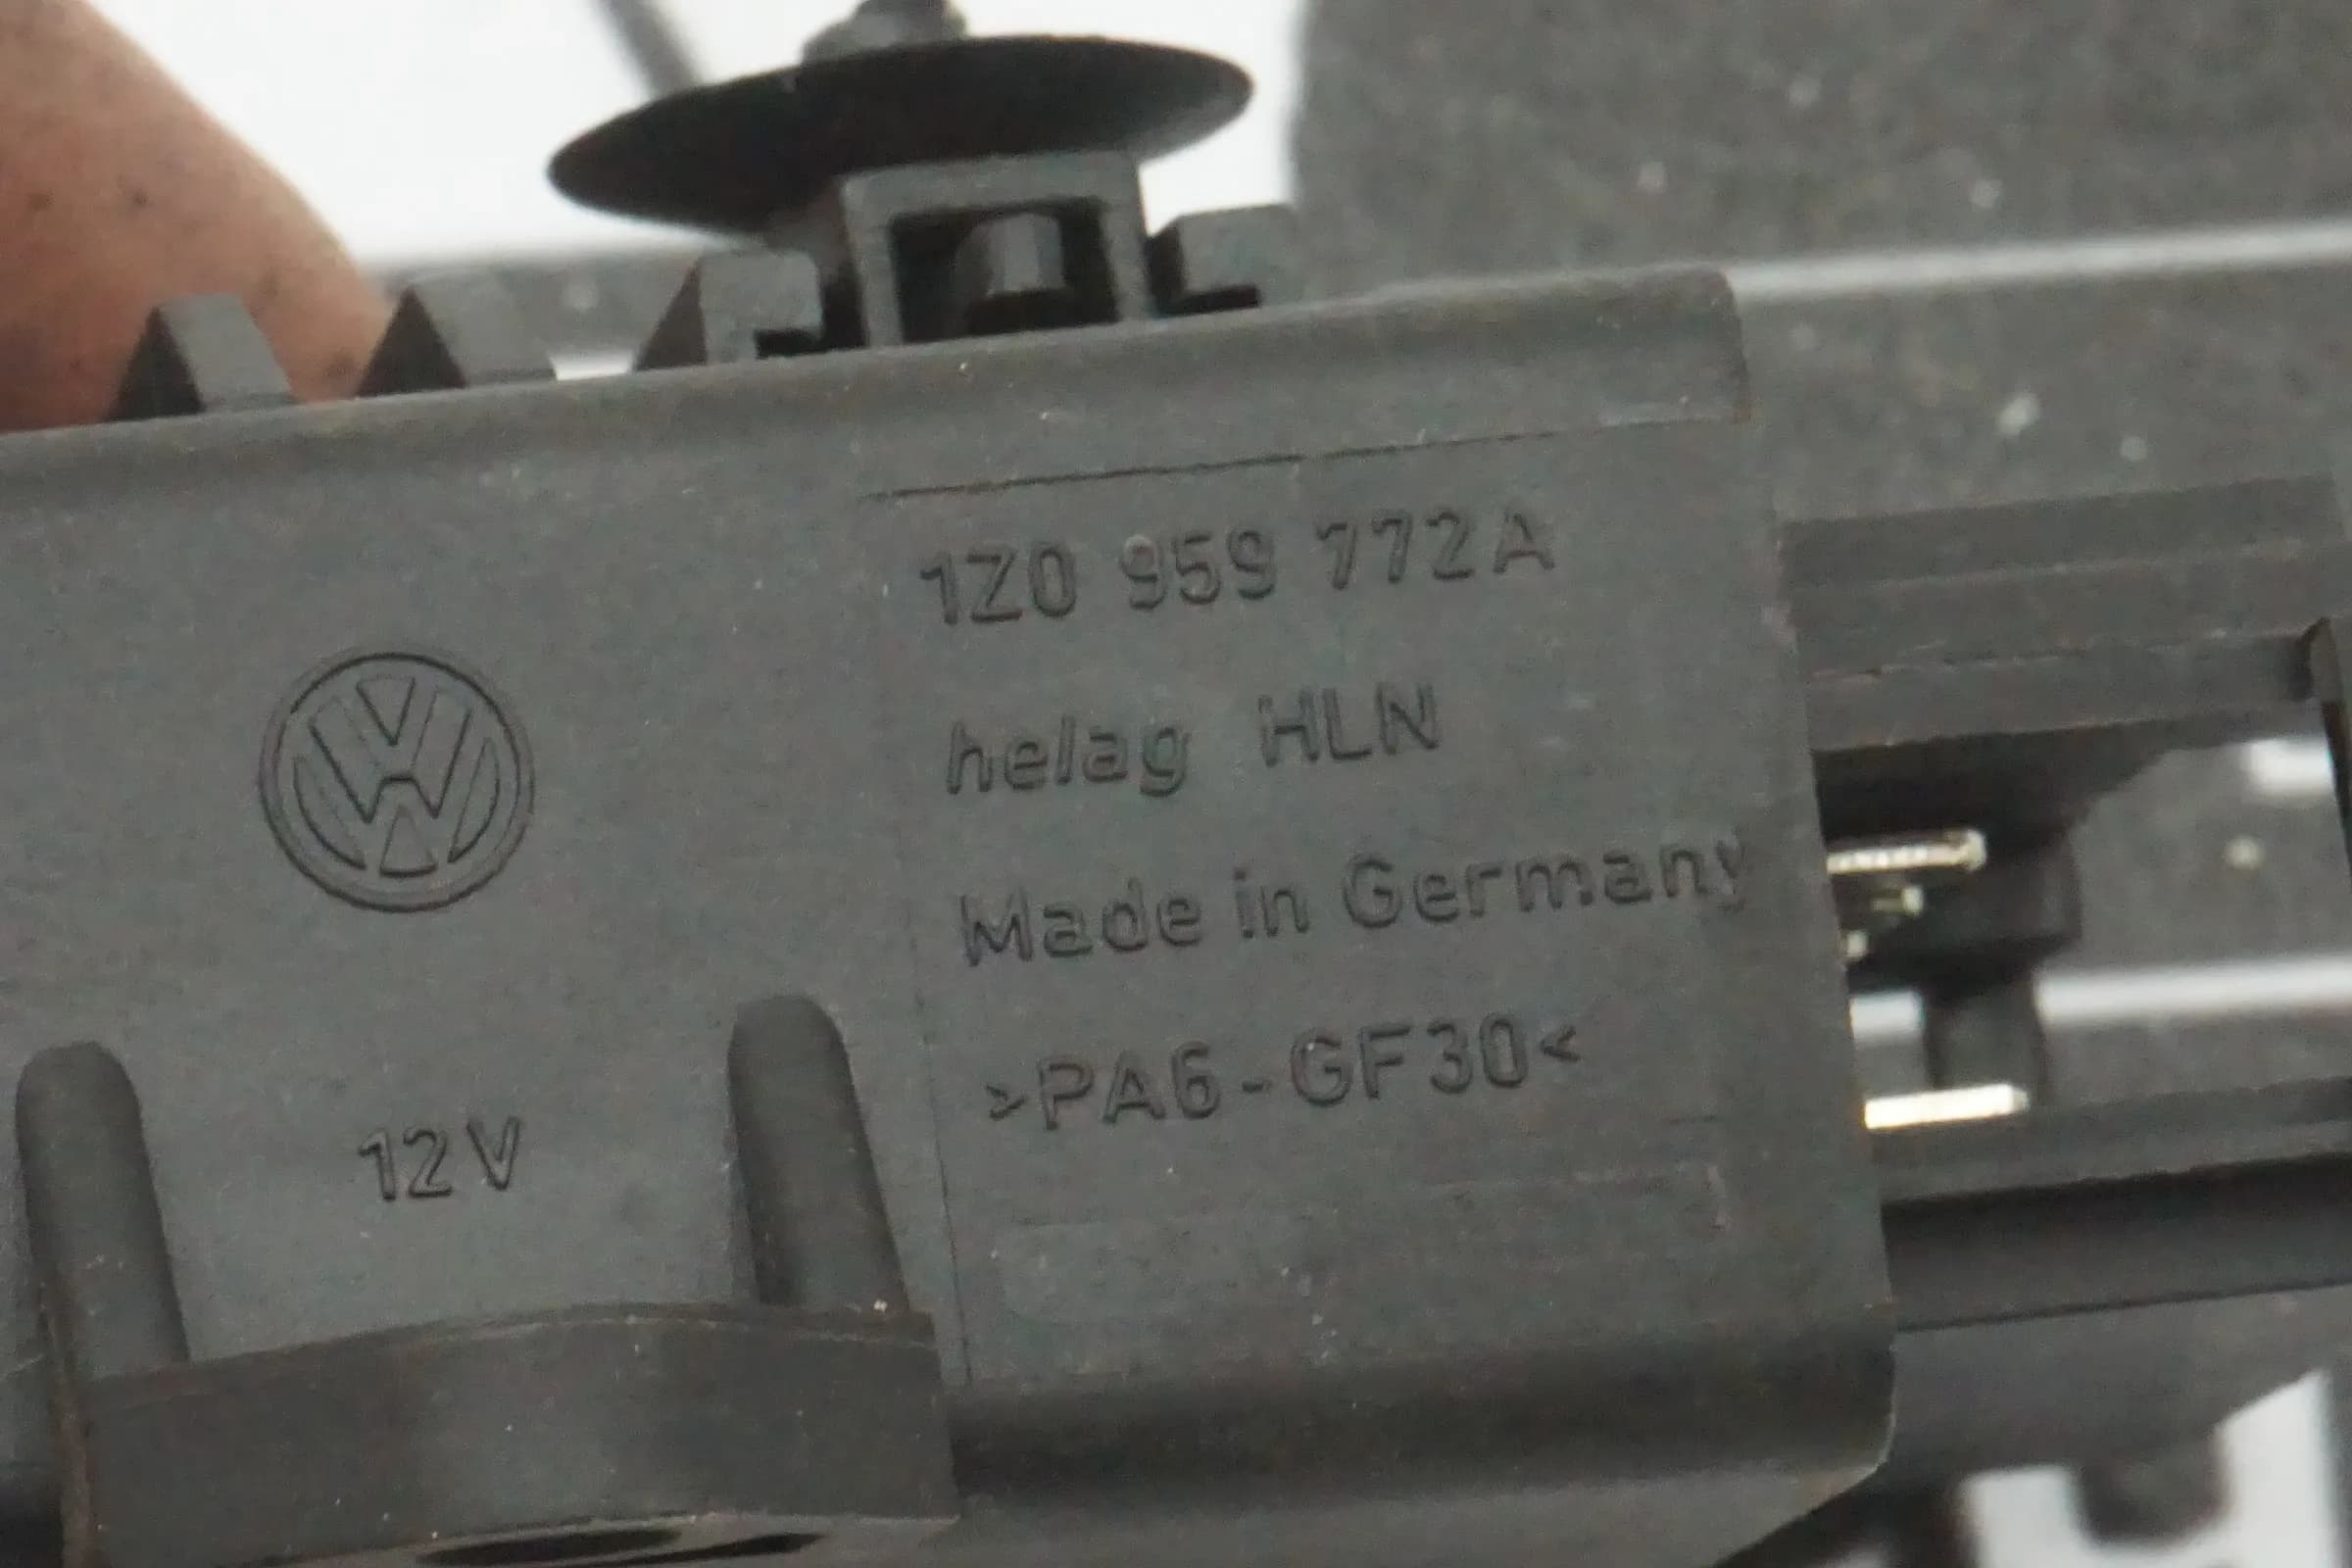 1Z0 959 772A
helag HLN
Made in Germany
>PA6-GF30<
12V